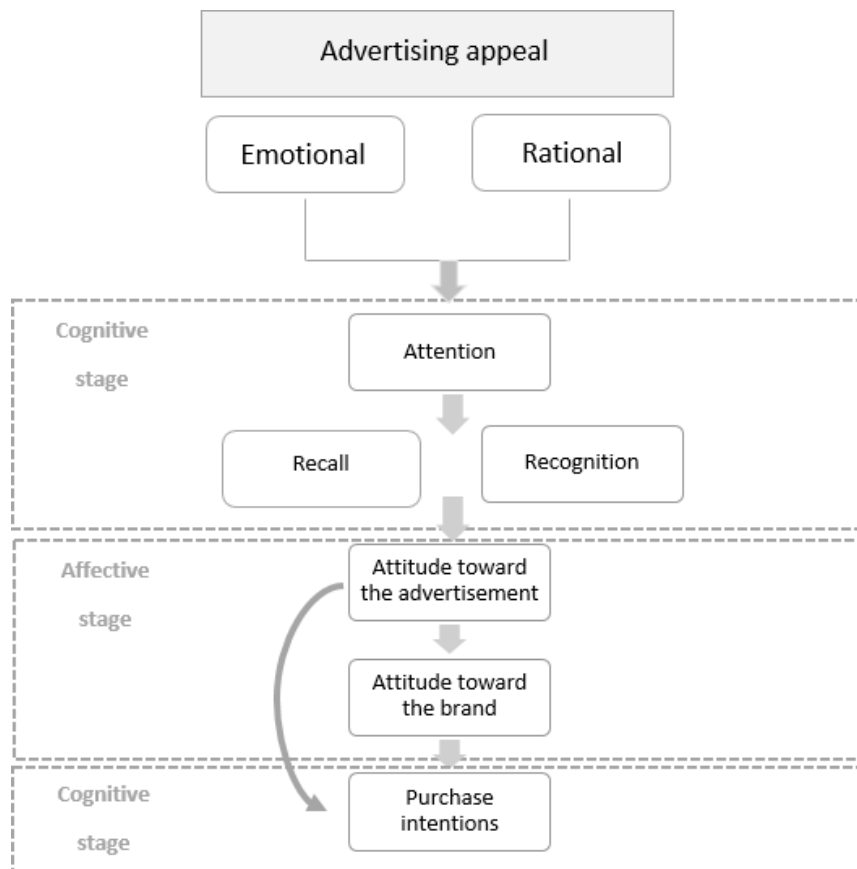 Advertising appeal
Emotional
Rational
Cognitive
stage
Attention
Recall
Recognition
Affective
stage
Attitude toward
the advertisement
Attitude toward
the brand
Cognitive
stage
Purchase
intentions